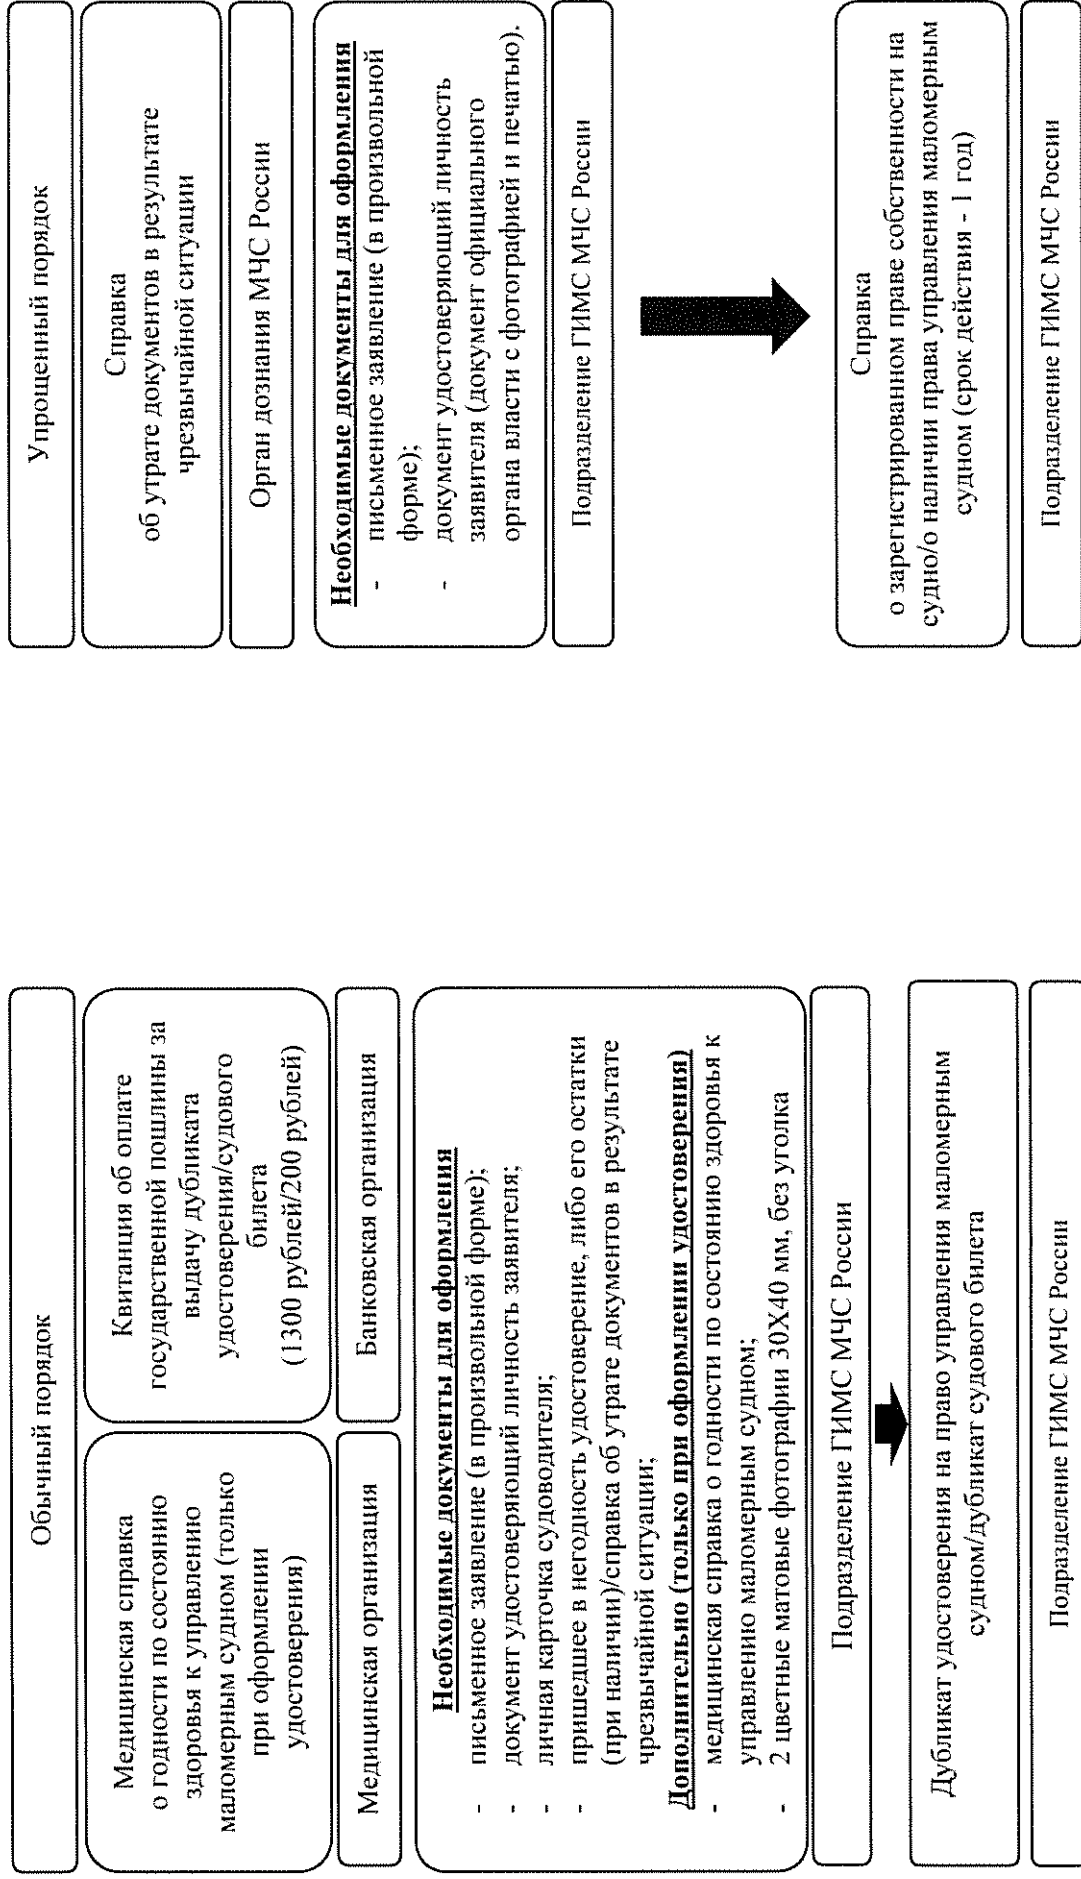 Обычный порядок
Медицинская справка
о годности по состоянию
здоровья к управлению
маломерным судном (только
при оформлении
удостоверения)
Медицинская организация
Квитанция об оплате
государственной пошлины за
выдачу дубликата
удостоверения/судового
билета
(1300 рублей/200 рублей)
Банковская организация
Необходимые документы для оформления
- письменное заявление (в произвольной форме);
- документ удостоверяющий личность заявителя;
- личная карточка судоводителя;
- пришедшее в негодность удостоверение, либо его остатки
(при наличии)/справка об утрате документов в результате
чрезвычайной ситуации;
Дополнительно (только при оформлении удостоверения)
- медицинская справка о годности по состоянию здоровья к
управлению маломерным судном;
- 2 цветные матовые фотографии 30Х40 мм, без уголка
Подразделение ГИМС МЧС России
Дубликат удостоверения на право управления маломерным
судном/дубликат судового билета
Подразделение ГИМС МЧС России
Упрощенный порядок
Справка
об утрате документов в результате
чрезвычайной ситуации
Орган дознания МЧС России
Необходимые документы для оформления
- письменное заявление (в произвольной
форме);
- документ удостоверяющий личность
заявителя (документ официального
органа власти с фотографией и печатью).
Подразделение ГИМС МЧС России
Справка
о зарегистрированном праве собственности на
судно/о наличии права управления маломерным
судном (срок действия - 1 год)
Подразделение ГИМС МЧС России